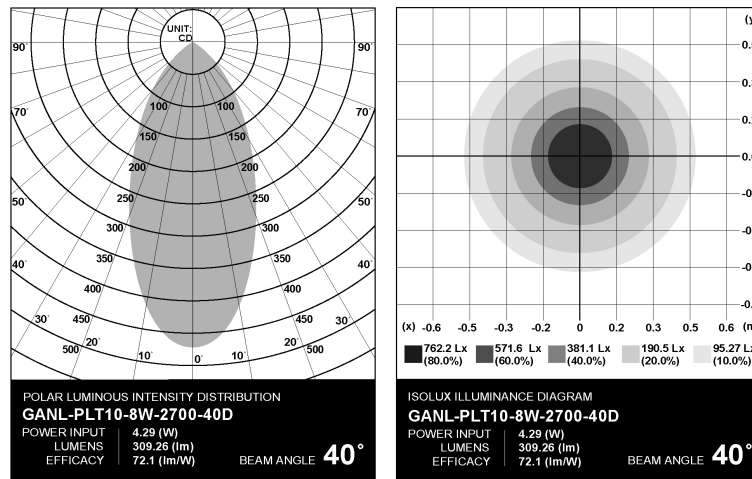 UNIT:
CD
90° 90°
70° 70°
50° 50°
40° 40°
30° 30°
20° 20°
10° 10°
0°
100 100
150 150
200 200
250 250
300 300
350 350
400 400
450 450
500 500
POLAR LUMINOUS INTENSITY DISTRIBUTION
GANL-PLT10-8W-2700-40D
POWER INPUT 4.29 (W)
LUMENS 309.26 (lm)
EFFICACY 72.1 (lm/W)
BEAM ANGLE 40°
(x) -0.6 -0.5 -0.3 -0.2 0 0.2 0.3 0.5 0.6
762.2 Lx (80.0%)
571.6 Lx (60.0%)
381.1 Lx (40.0%)
190.5 Lx (20.0%)
95.27 (10.0%)
ISOLUX ILLUMINANCE DIAGRAM
GANL-PLT10-8W-2700-40D
POWER INPUT 4.29 (W)
LUMENS 309.26 (lm)
EFFICACY 72.1 (lm/W)
BEAM ANGLE 40°